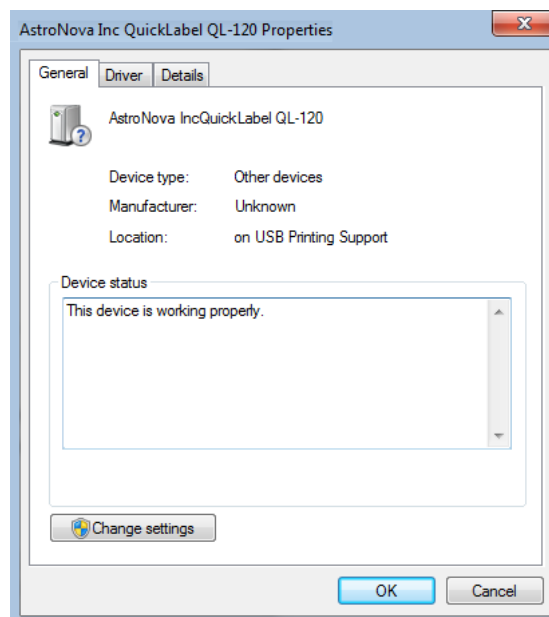 AstroNova Inc QuickLabel QL-120 Properties
General Driver Details
AstroNova IncQuickLabel QL-120
Device type: Other devices
Manufacturer: Unknown
Location: on USB Printing Support
Device status
This device is working properly.
Change settings
OK Cancel